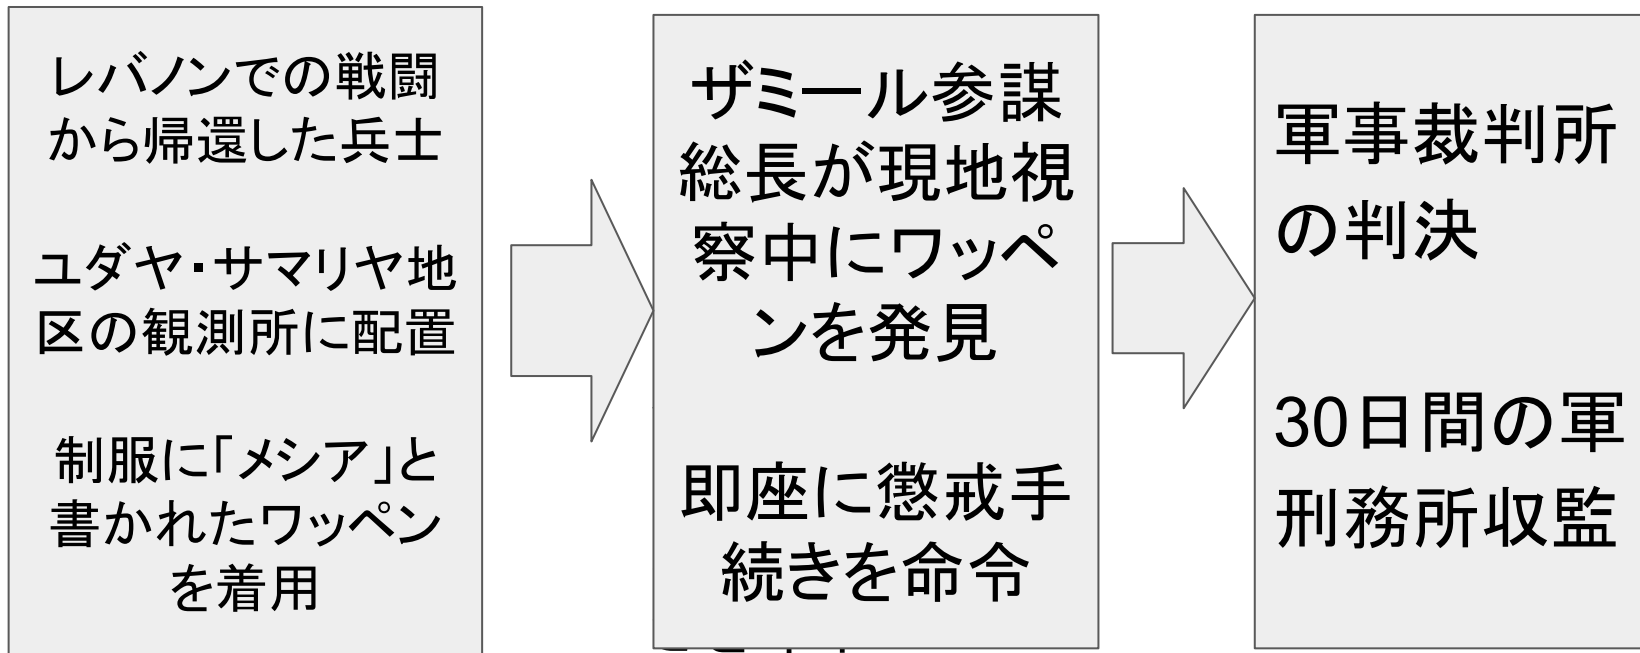 レバノンでの戦闘
から帰還した兵士
ユダヤ・サマリヤ地
区の観測所に配置
制服に「メシア」と
書かれたワッペン
を着用
ザミール参謀
総長が現地視
察中にワッペ
ンを発見
即座に懲戒手
続きを命令
軍事裁判所
の判決
30日間の軍
刑務所収監